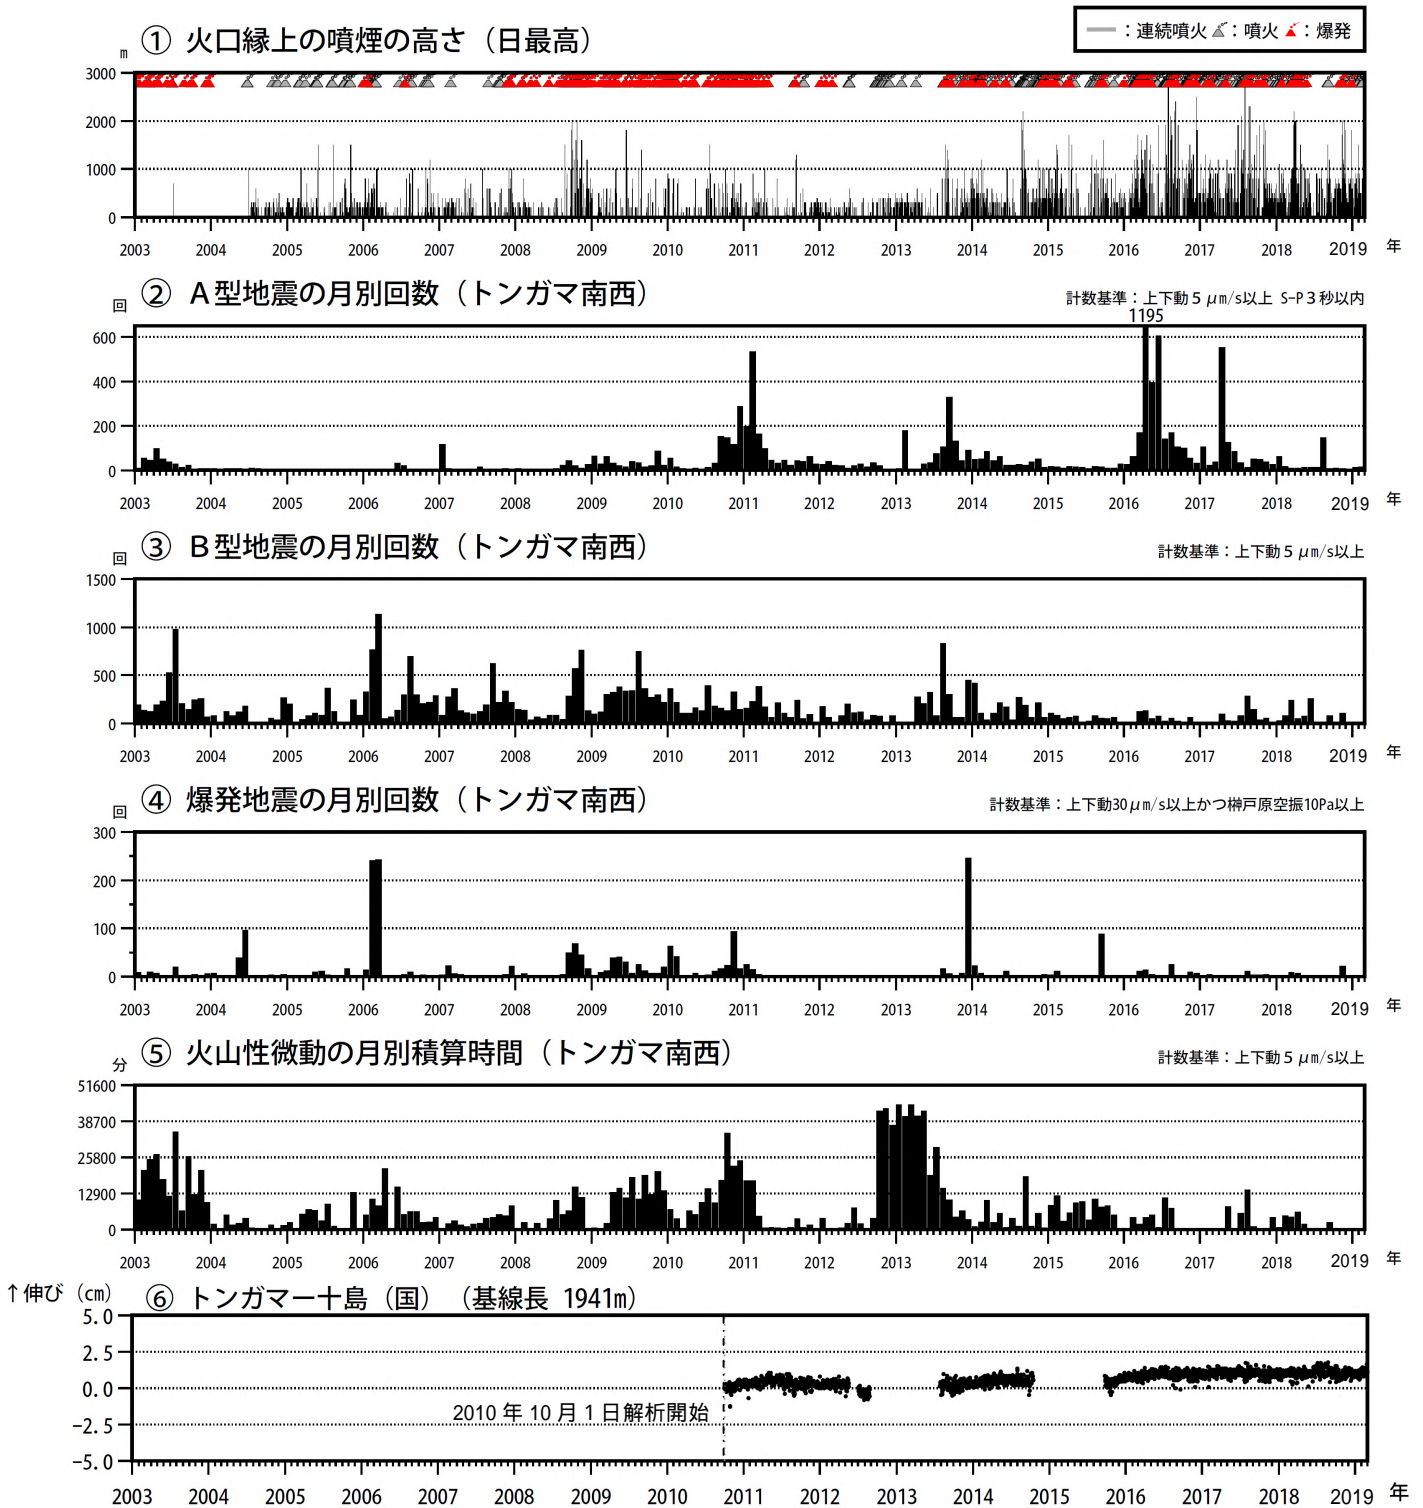 ━：連続噴火 ：噴火 ：爆発
① 火口縁上の噴煙の高さ（日最高）
m
3000
2000
1000
0
2003 2004 2005 2006 2007 2008 2009 2010 2011 2012 2013 2014 2015 2016 2017 2018 2019 年
② Ａ型地震の月別回数（トンガマ南西）
計数基準：上下動５μm/s以上 S-P３秒以内
回
1195
600
400
200
0
2003 2004 2005 2006 2007 2008 2009 2010 2011 2012 2013 2014 2015 2016 2017 2018 2019 年
③ Ｂ型地震の月別回数（トンガマ南西）
計数基準：上下動５μm/s以上
回
1500
1000
500
0
2003 2004 2005 2006 2007 2008 2009 2010 2011 2012 2013 2014 2015 2016 2017 2018 2019 年
④ 爆発地震の月別回数（トンガマ南西）
計数基準：上下動30μm/s以上かつ榊戸原空振10Pa以上
回
300
200
100
0
2003 2004 2005 2006 2007 2008 2009 2010 2011 2012 2013 2014 2015 2016 2017 2018 2019 年
⑤ 火山性微動の月別積算時間（トンガマ南西）
計数基準：上下動５μm/s以上
分
51600
38700
25800
12900
0
2003 2004 2005 2006 2007 2008 2009 2010 2011 2012 2013 2014 2015 2016 2017 2018 2019 年
↑伸び（cm） ⑥ トンガマー十島（国）（基線長 1941m）
5.0
2.5
0.0
2010 年 10 月 1 日解析開始
-2.5
-5.0
2003 2004 2005 2006 2007 2008 2009 2010 2011 2012 2013 2014 2015 2016 2017 2018 2019 年